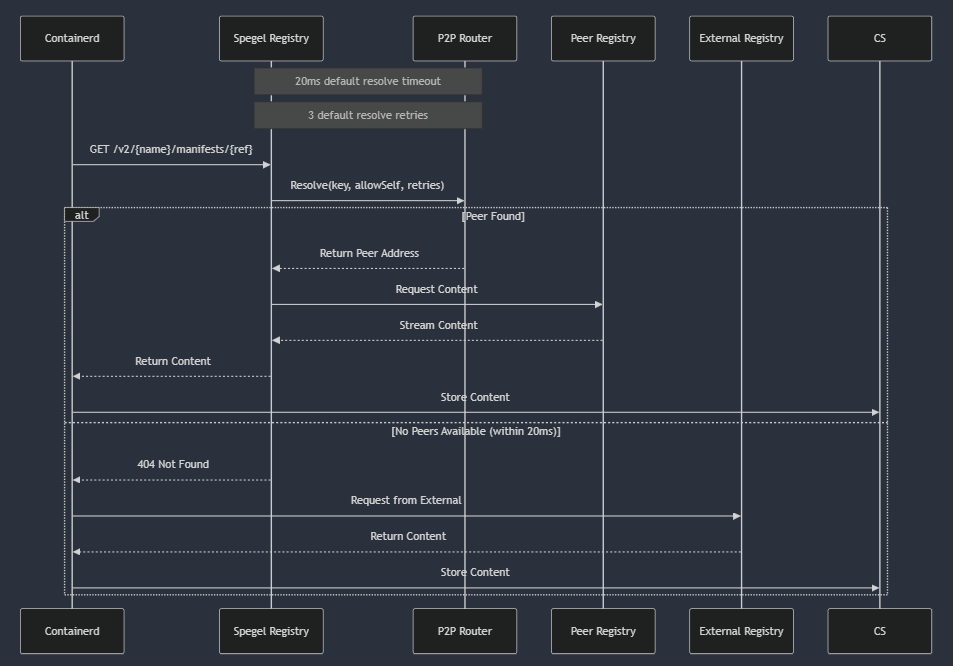 Containerd
Spegel Registry
P2P Router
Peer Registry
External Registry
CS
20ms default resolve timeout
3 default resolve retries
GET /v2/{name}/manifests/{ref}
Resolve(key, allowSelf, retries)
alt
[Peer Found]
Return Peer Address
Request Content
Stream Content
Return Content
Store Content
[No Peers Available (within 20ms)]
404 Not Found
Request from External
Return Content
Store Content
Containerd
Spegel Registry
P2P Router
Peer Registry
External Registry
CS